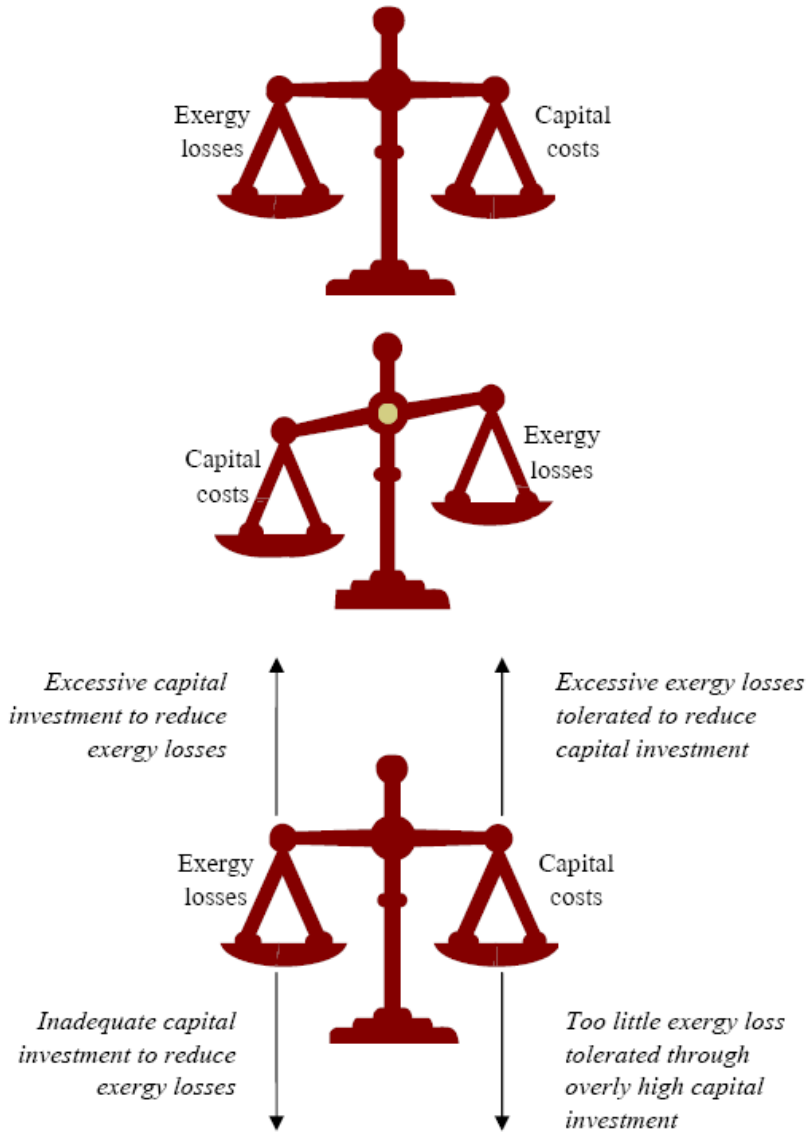 Exergy
losses
Capital
costs
Capital
costs
Exergy
losses
Excessive capital
investment to reduce
exergy losses
Excessive exergy losses
tolerated to reduce
capital investment
Exergy
losses
Capital
costs
Inadequate capital
investment to reduce
exergy losses
Too little exergy loss
tolerated through
overly high capital
investment